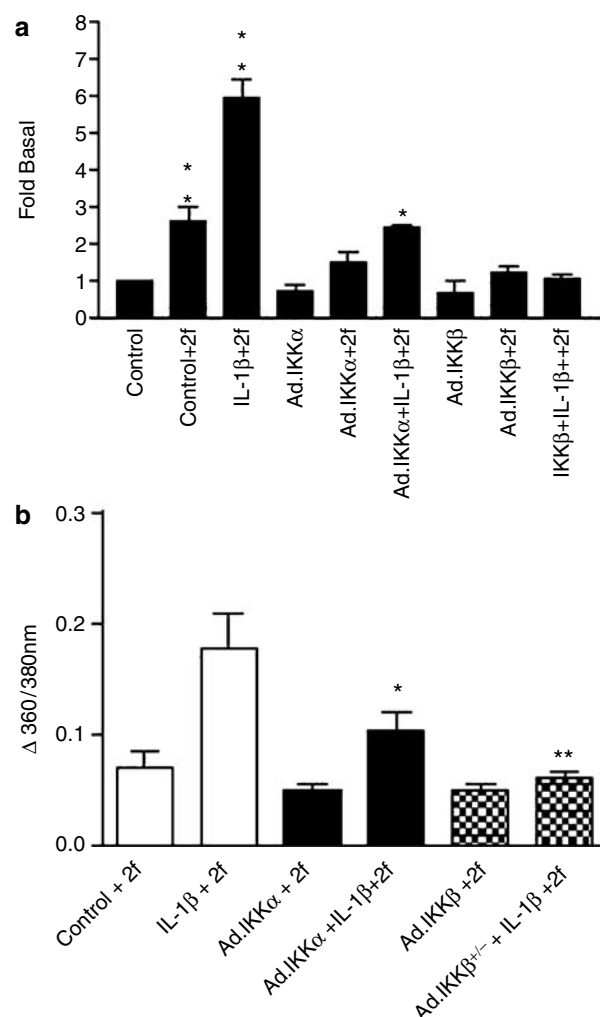 a
8
7
6
5
4
3
2
1
0
Fold Basal
*
*
*
*
*
Control
Control+2f
IL-1β+2f
Ad.IKKα
Ad.IKKα+2f
Ad.IKKα+IL-1β+2f
Ad.IKKβ
Ad.IKKβ+2f
IKKβ+IL-1β++2f
b
0.3
0.2
0.1
0.0
Δ 360/380nm
*
**
Control + 2f
IL-1β + 2f
Ad.IKKα + 2f
Ad.IKKα +IL-1β+2f
Ad.IKKβ +2f
Ad.IKKβ+/− + IL-1β +2f